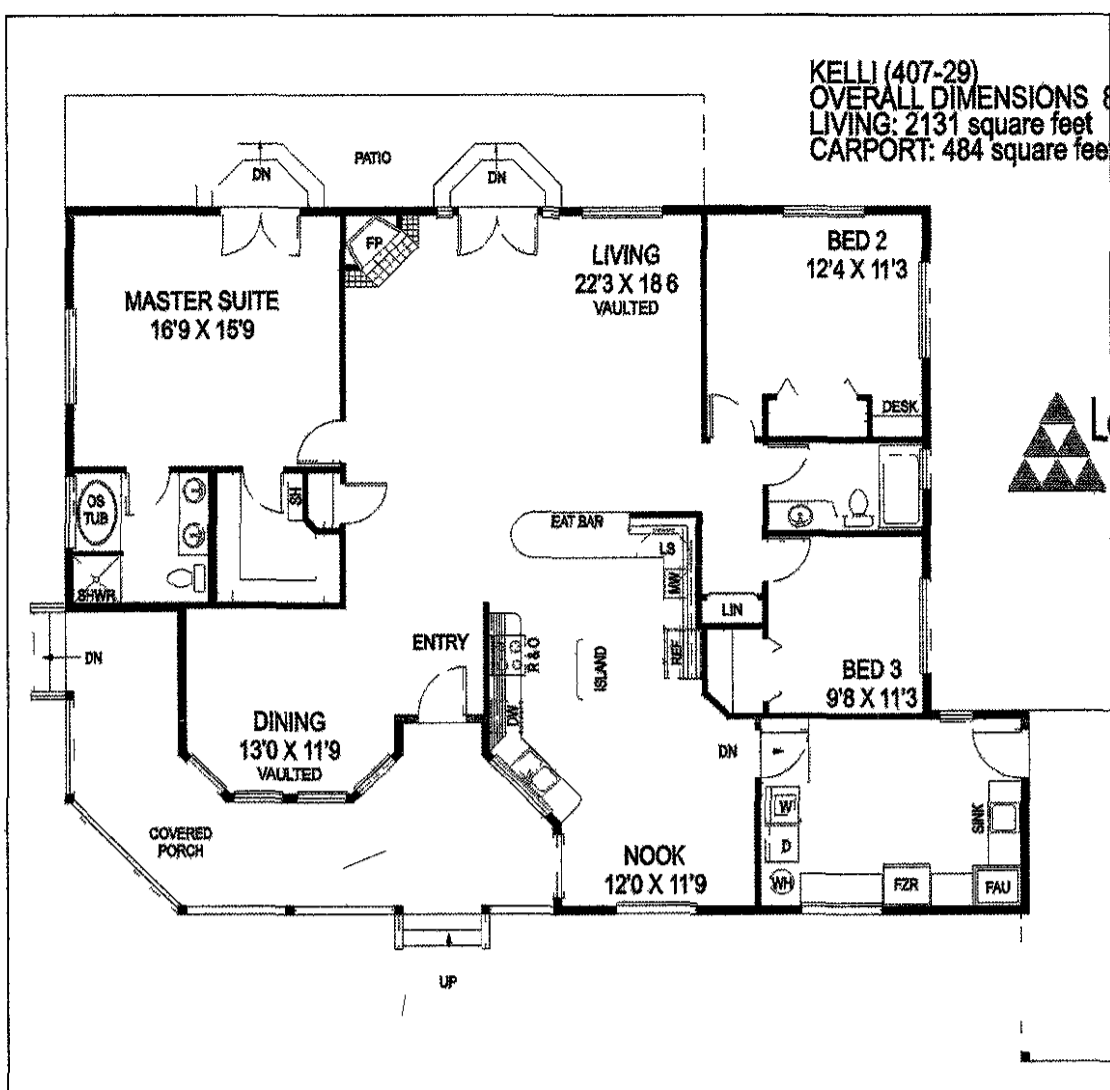 KELLI (407-29)
OVERALL DIMENSIONS
LIVING: 2131 square feet
CARPORT: 484 square feet
PATIO
DN
DN
FP
LIVING
22'3 X 18 6
VAULTED
BED 2
12'4 X 11'3
MASTER SUITE
16'9 X 15'9
DESK
OS
TUB
SH
EAT BAR
LS
MW
SHWR
LIN
DN
ENTRY
R & O
ISLAND
REF
BED 3
9'8 X 11'3
DINING
13'0 X 11'9
VAULTED
DW
DN
W
SINK
COVERED
PORCH
D
NOOK
12'0 X 11'9
WH
FZR
FAU
UP